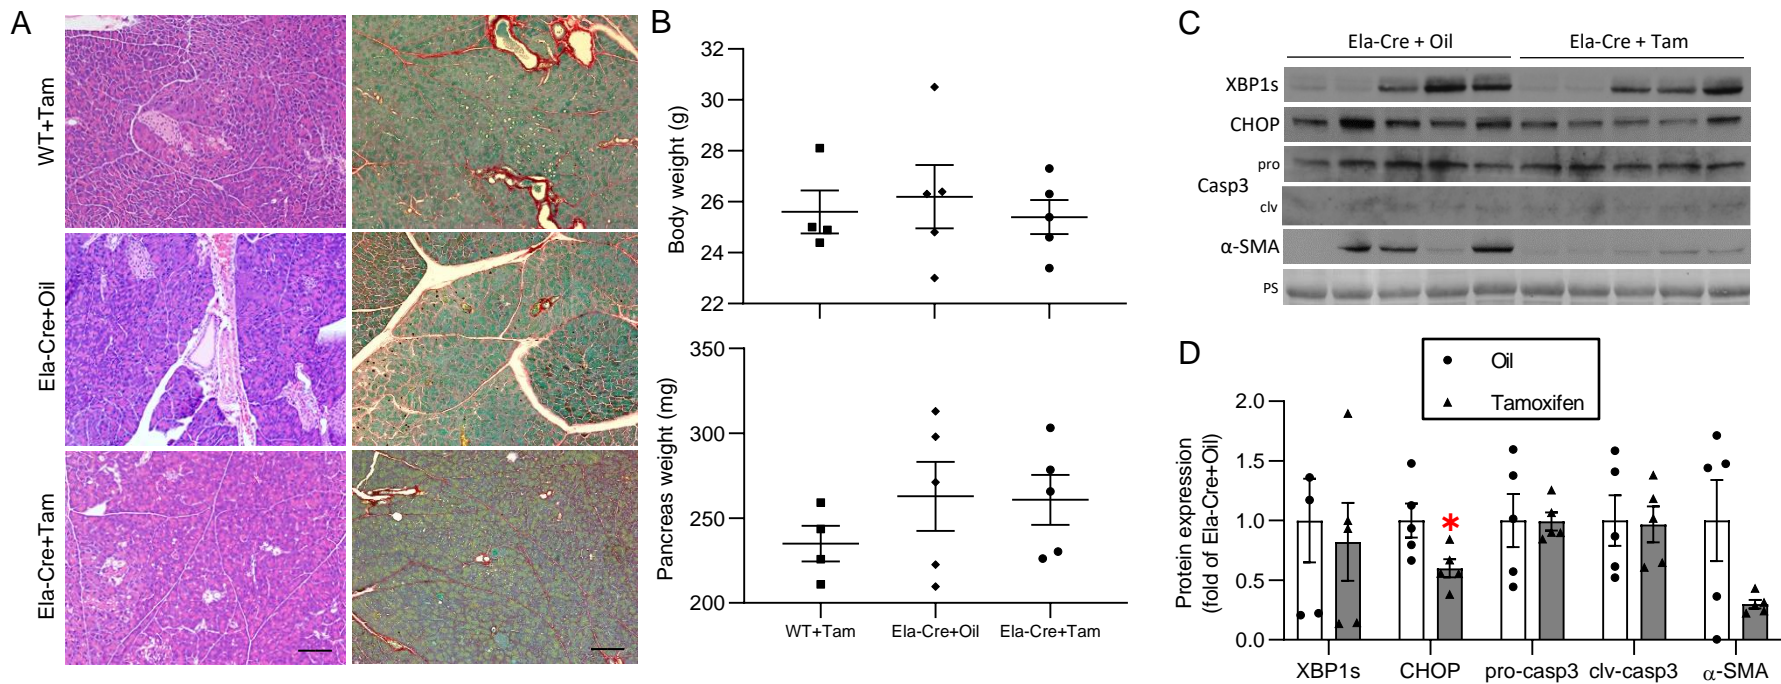 A
WT+Tam
Ela-Cre+Oil
Ela-Cre+Tam
B
Body weight (g)
32
30
28
26
24
22
Pancreas weight (mg)
350
300
250
200
WT+Tam Ela-Cre+Oil Ela-Cre+Tam
C
Ela-Cre + Oil Ela-Cre + Tam
XBP1s
CHOP
pro
Casp3
clv
α-SMA
PS
D
Oil
Tamoxifen
Protein expression
(fold of Ela-Cre+Oil)
2.0
1.5
1.0
0.5
0.0
*
XBP1s CHOP pro-casp3 clv-casp3 α-SMA